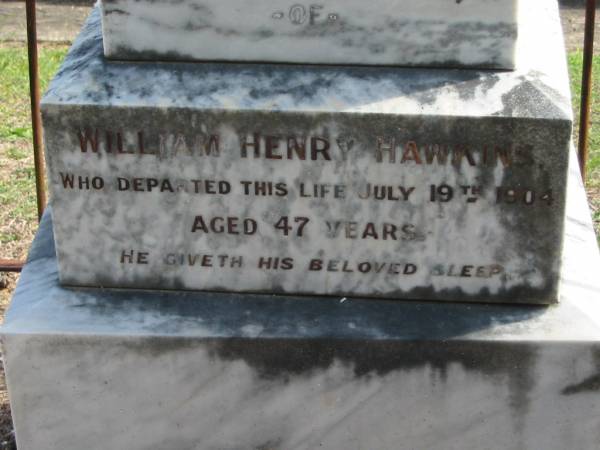 -OF-
WILLIAM HENRY HAWKINS
WHO DEPARTED THIS LIFE JULY 19TH 1904
AGED 47 YEARS.
HE GIVETH HIS BELOVED SLEEP.